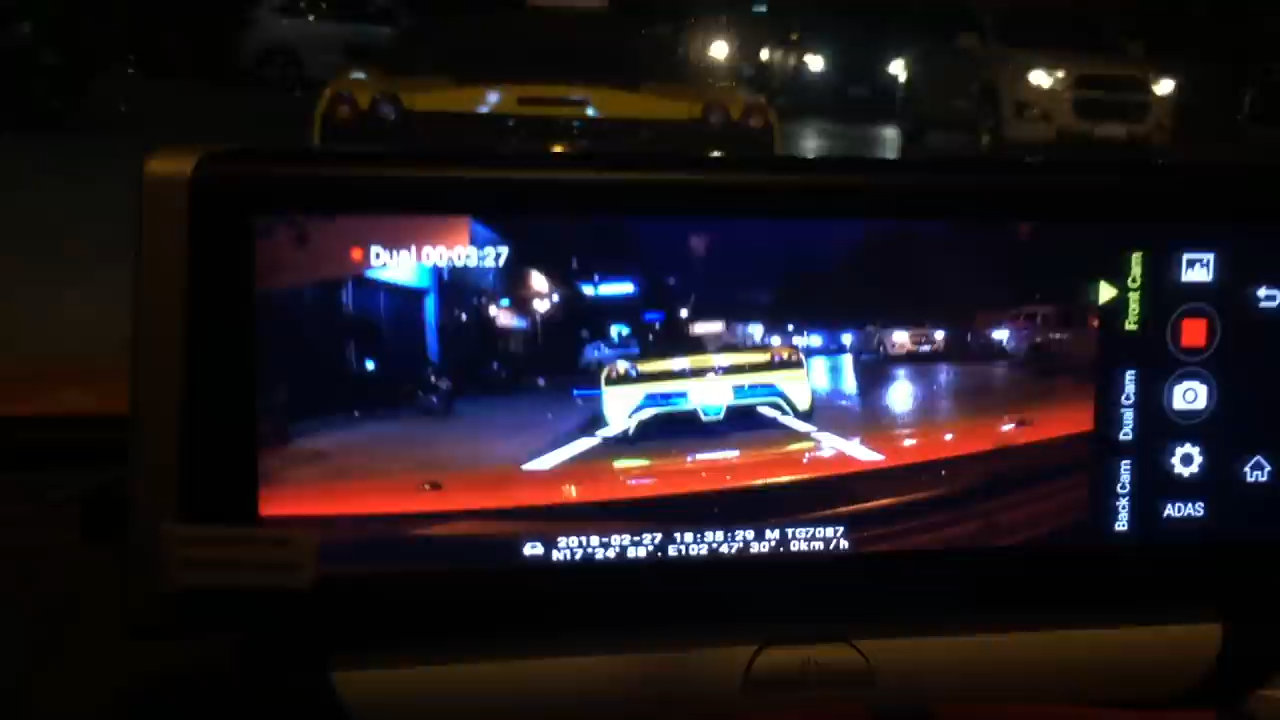 Dual 00:03:27
Front Cam
Dual Cam
Back Cam
ADAS
2018-02-27 18:35:29 M TG7087
N17°24' 58". E102°47' 30". 0km/h